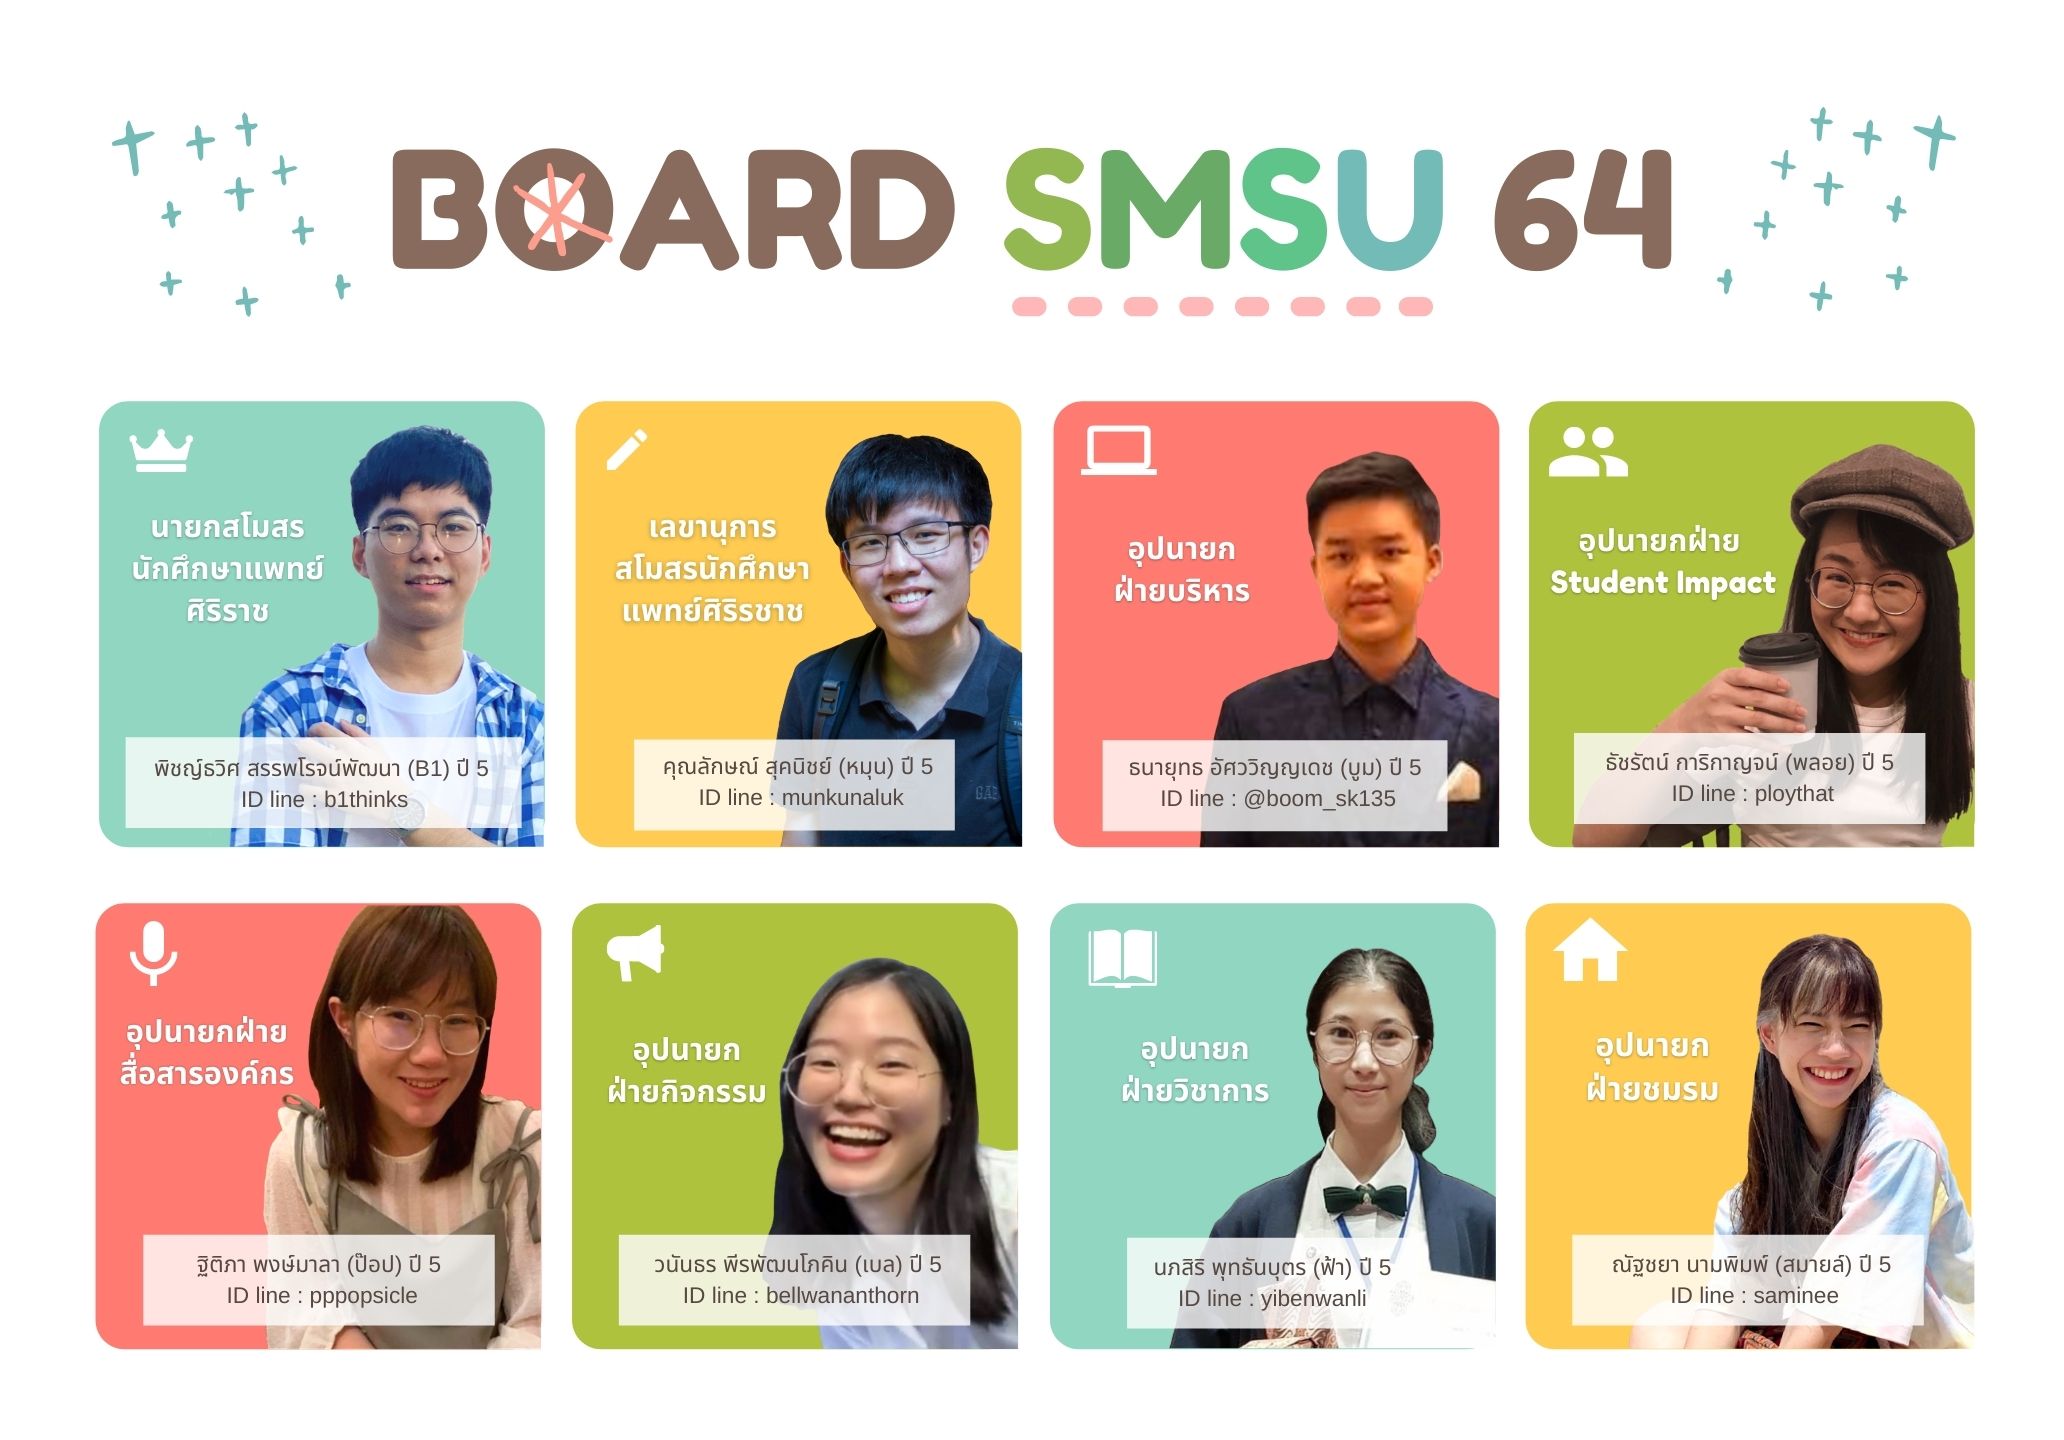 BOARD SMSU 64
นายกสโมสร
นักศึกษาแพทย์
ศิริราช
พิชญ์ธวิศ สรรพโรจน์พัฒนา (B1) ปี 5
ID line : b1thinks
เลขานุการ
สโมสรนักศึกษา
แพทย์ศิริรชาช
คุณลักษณ์ สุคนิชย์ (หมุน) ปี 5
ID line : munkunaluk
อุปนายก
ฝ่ายบริหาร
ธนายุทธ อัศววิญญเดช (บูม) ปี 5
ID line : @boom_sk135
อุปนายกฝ่าย
Student Impact
ธัชรัตน์ การิกาญจน์ (พลอย) ปี 5
ID line : ploythat
อุปนายกฝ่าย
สื่อสารองค์กร
ฐิติภา พงษ์มาลา (ป๊อป) ปี 5
ID line : pppopsicle
อุปนายก
ฝ่ายกิจกรรม
วนันธร พีรพัฒนโภคิน (เบล) ปี 5
ID line : bellwananthorn
อุปนายก
ฝ่ายวิชาการ
นภสิริ พุทธันบุตร (ฟ้า) ปี 5
ID line : yibenwanli
อุปนายก
ฝ่ายชมรม
ณัฐชยา นามพิมพ์ (สมายล์) ปี 5
ID line : saminee